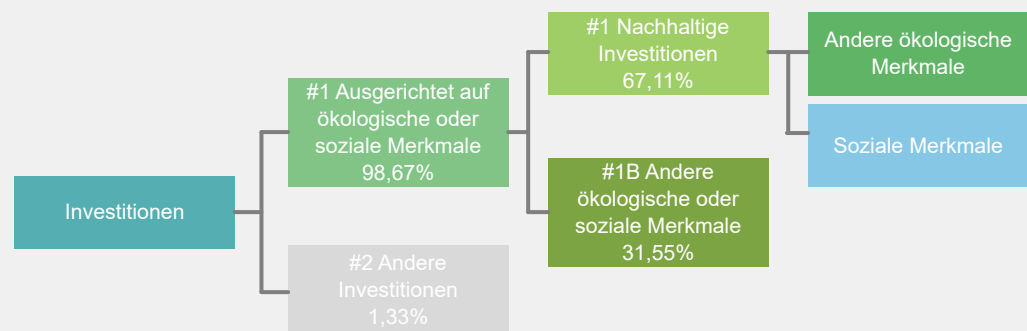 Investitionen
#1 Ausgerichtet auf
ökologische oder
soziale Merkmale
98,67%
#2 Andere
Investitionen
1,33%
#1 Nachhaltige
Investitionen
67,11%
#1B Andere
ökologische oder
soziale Merkmale
31,55%
Andere ökologische
Merkmale
Soziale Merkmale